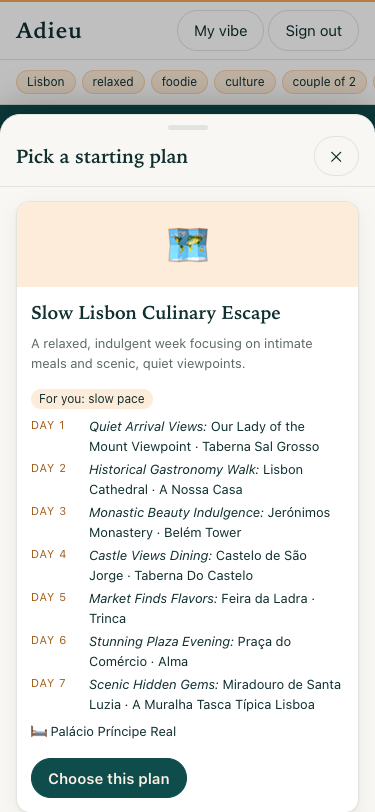 Adieu
My vibe
Sign out
Lisbon
relaxed
foodie
culture
couple of 2
Pick a starting plan
Slow Lisbon Culinary Escape
A relaxed, indulgent week focusing on intimate
meals and scenic, quiet viewpoints.
For you: slow pace
DAY 1 Quiet Arrival Views: Our Lady of the
Mount Viewpoint · Taberna Sal Grosso
DAY 2 Historical Gastronomy Walk: Lisbon
Cathedral · A Nossa Casa
DAY 3 Monastic Beauty Indulgence: Jerónimos
Monastery · Belém Tower
DAY 4 Castle Views Dining: Castelo de São
Jorge · Taberna Do Castelo
DAY 5 Market Finds Flavors: Feira da Ladra ·
Trinca
DAY 6 Stunning Plaza Evening: Praça do
Comércio · Alma
DAY 7 Scenic Hidden Gems: Miradouro de Santa
Luzia · A Muralha Tasca Típica Lisboa
Palácio Príncipe Real
Choose this plan